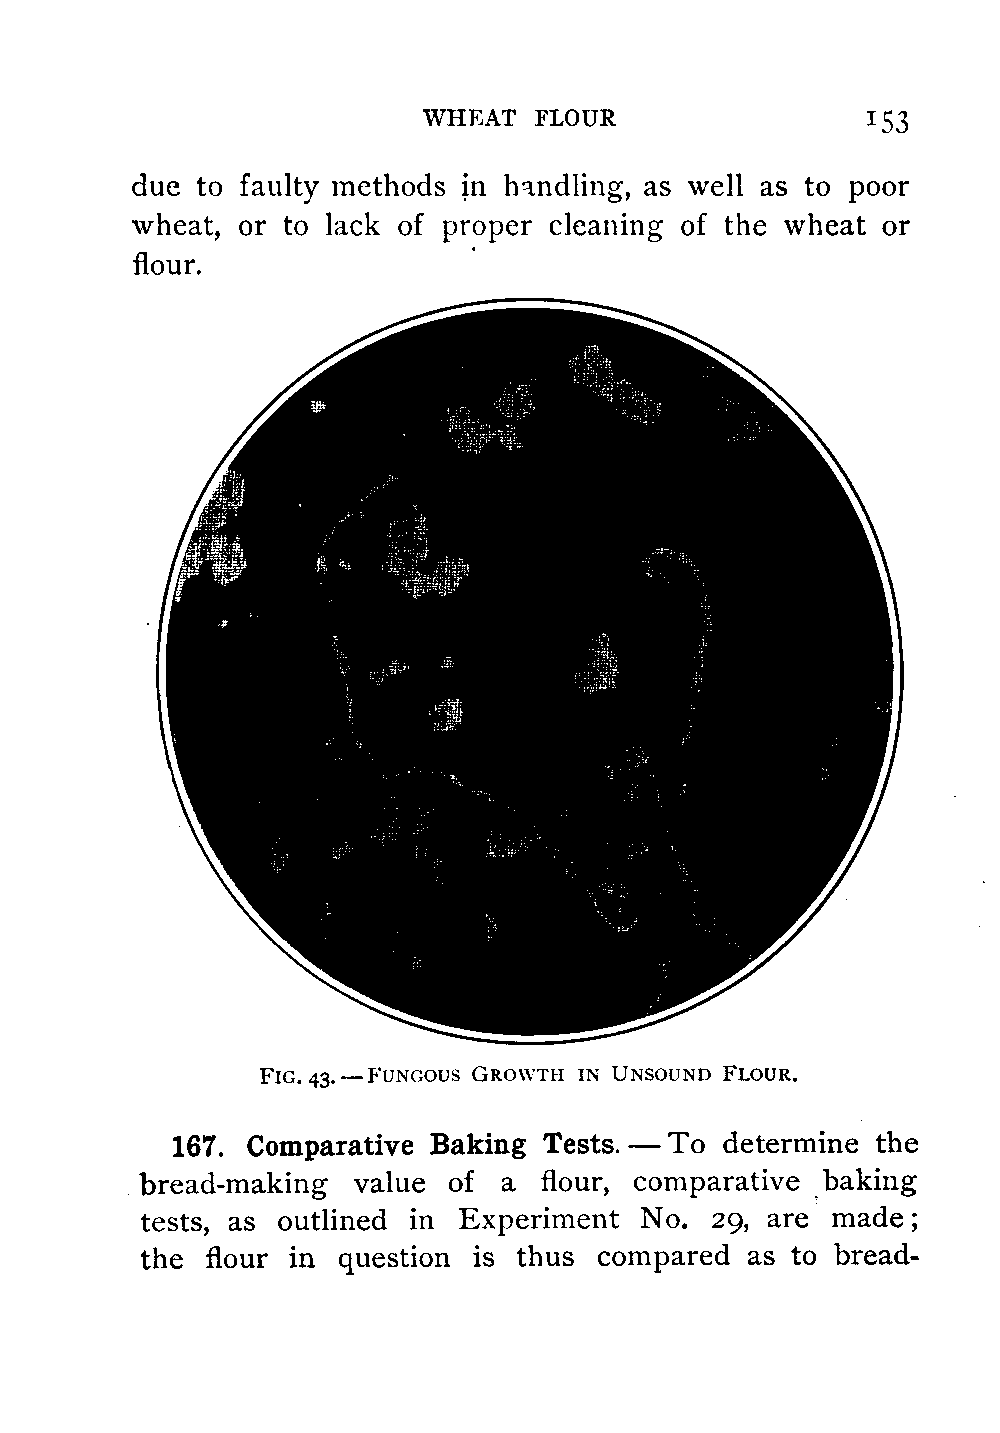 WHEAT FLOUR 153
due to faulty methods in handling, as well as to poor
wheat, or to lack of proper cleaning of the wheat or
flour.
FIG. 43. — FUNGOUS GROWTH IN UNSOUND FLOUR.
167. Comparative Baking Tests. — To determine the
bread-making value of a flour, comparative baking
tests, as outlined in Experiment No. 29, are made;
the flour in question is thus compared as to bread-